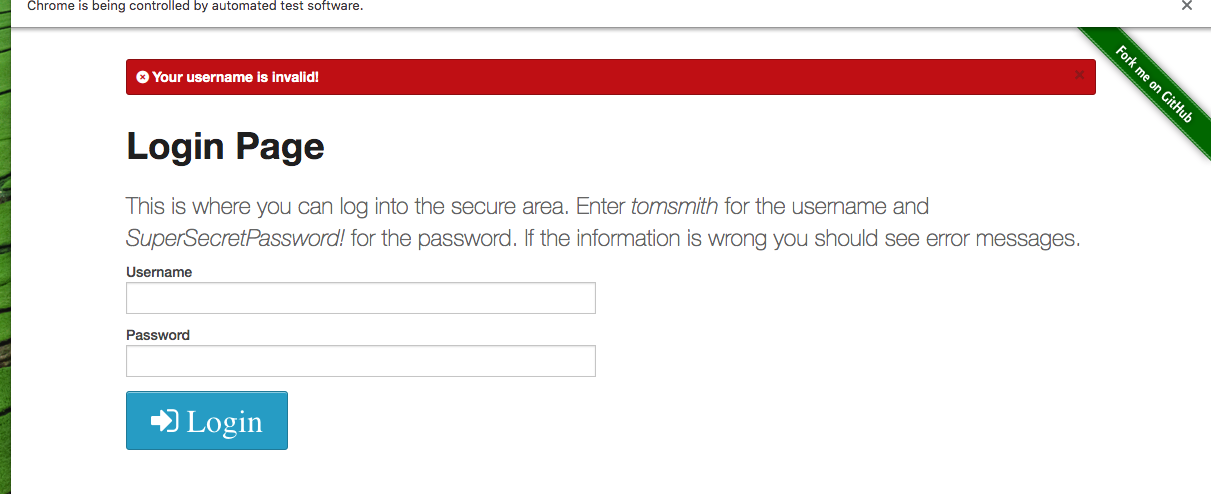 Chrome is being controlled by automated test software.
Fork me on GitHub
Your username is invalid!
Login Page
This is where you can log into the secure area. Enter tomsmith for the username and
SuperSecretPassword! for the password. If the information is wrong you should see error messages.
Username
Password
Login